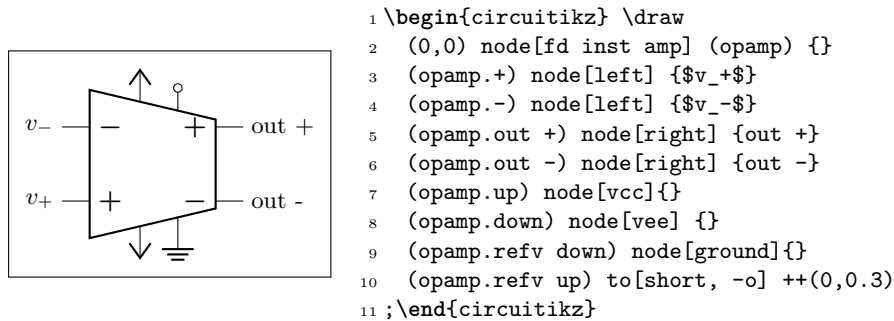 v_− − + out +
v_+ + − out -
1 \begin{circuitikz} \draw
2 (0,0) node[fd inst amp] (opamp) {}
3 (opamp.+) node[left] {$v_+$}
4 (opamp.-) node[left] {$v_-$}
5 (opamp.out +) node[right] {out +}
6 (opamp.out -) node[right] {out -}
7 (opamp.up) node[vcc]{}
8 (opamp.down) node[vee] {}
9 (opamp.refv down) node[ground]{}
10 (opamp.refv up) to[short, -o] ++(0,0.3)
11 ;\end{circuitikz}